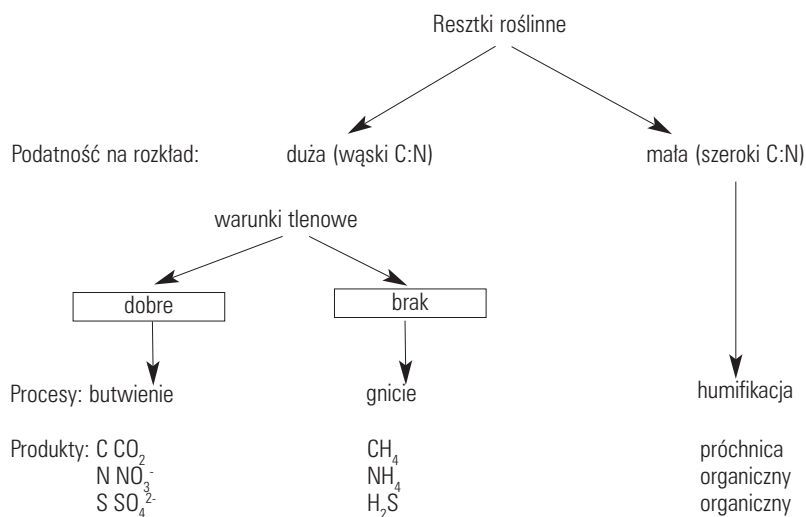 Resztki roślinne
Podatność na rozkład: duża (wąski C:N) mała (szeroki C:N)
warunki tlenowe
dobre brak
Procesy: butwienie gnicie humifikacja
Produkty: C CO₂ CH₄ próchnica
N NO₃⁻ NH₄ organiczny
S SO₄²⁻ H₂S organiczny